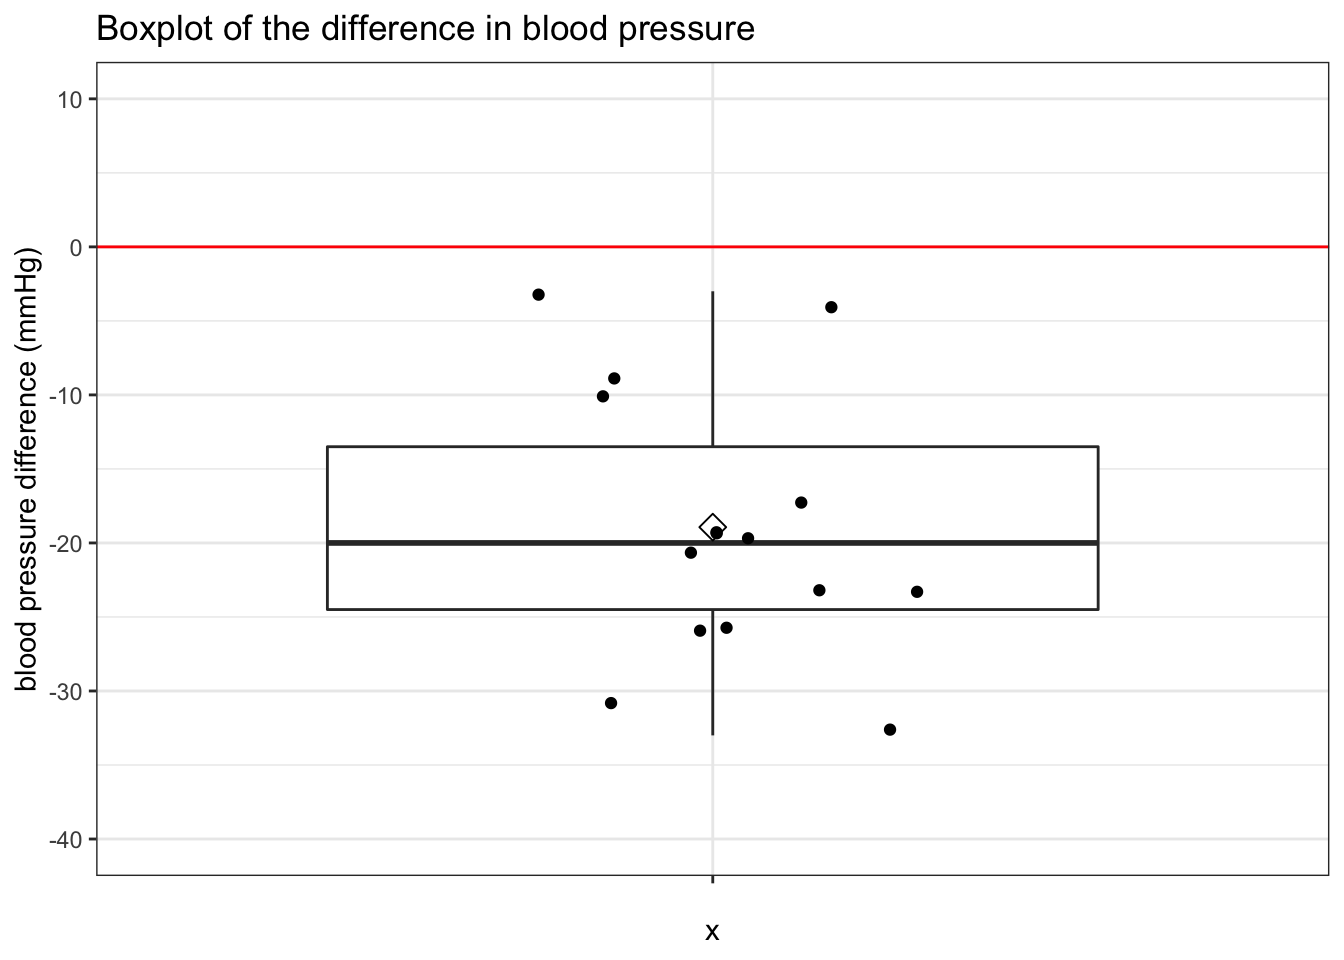 Boxplot of the difference in blood pressure
10
0
-10
-20
-30
-40
blood pressure difference (mmHg)
x